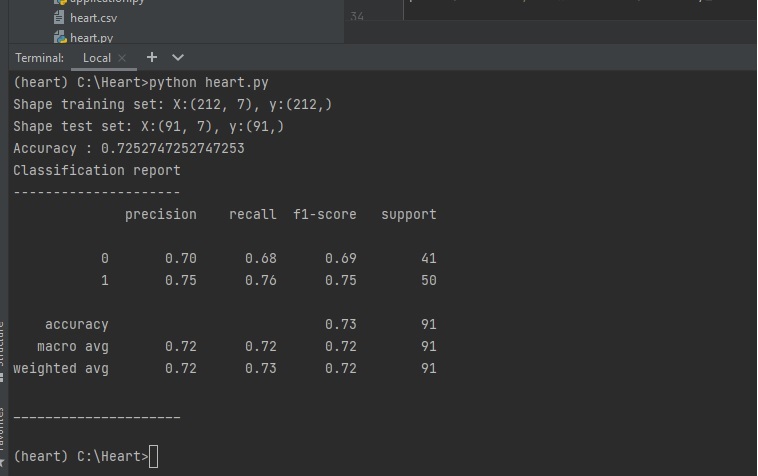 application.py
heart.csv
34
heart.py
Terminal: Local × + 
(heart) C:\Heart>python heart.py
Shape training set: X:(212, 7), y:(212,)
Shape test set: X:(91, 7), y:(91,)
Accuracy : 0.7252747252747253
Classification report
---------------------
precision recall f1-score support
0 0.70 0.68 0.69 41
1 0.75 0.76 0.75 50
accuracy 0.73 91
macro avg 0.72 0.72 0.72 91
weighted avg 0.72 0.73 0.72 91
---------------------
(heart) C:\Heart>
Structure
Favorites